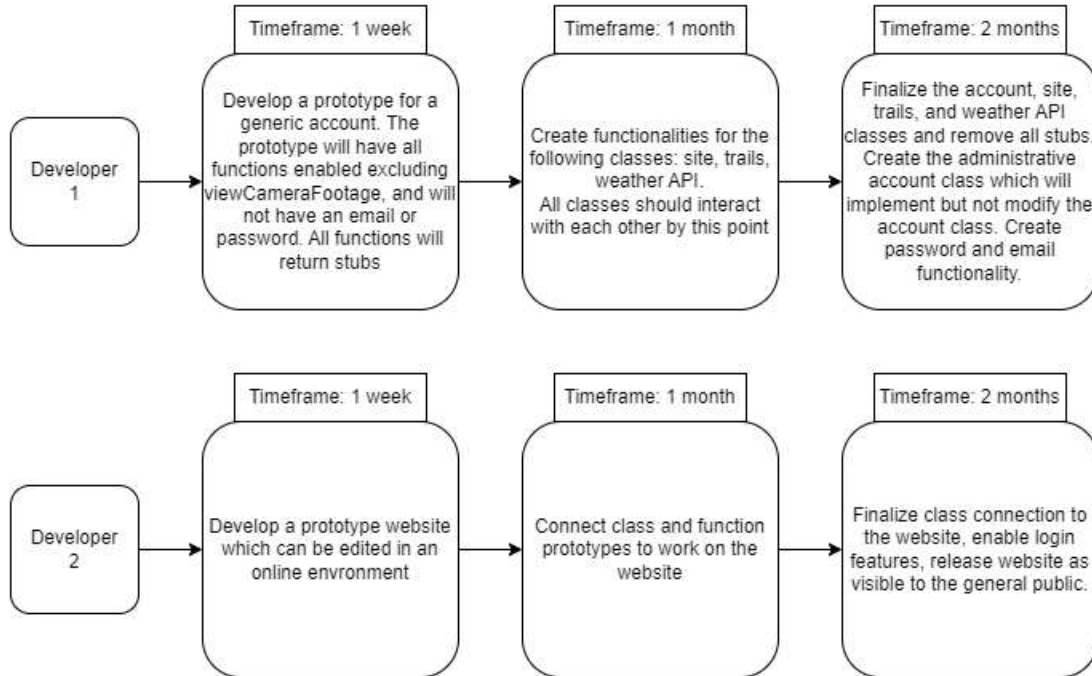 Timeframe: 1 week
Timeframe: 1 month
Timeframe: 2 months
Developer
1
Develop a prototype for a
generic account. The
prototype will have all
functions enabled excluding
viewCameraFootage, and will
not have an email or
password. All functions will
return stubs
Create functionalities for the
following classes: site, trails,
weather API.
All classes should interact
with each other by this point
Finalize the account, site,
trails, and weather API
classes and remove all stubs.
Create the administrative
account class which will
implement but not modify the
account class. Create
password and email
functionality.
Timeframe: 1 week
Timeframe: 1 month
Timeframe: 2 months
Developer
2
Develop a prototype website
which can be edited in an
online envronment
Connect class and function
prototypes to work on the
website
Finalize class connection to
the website, enable login
features, release website as
visible to the general public.